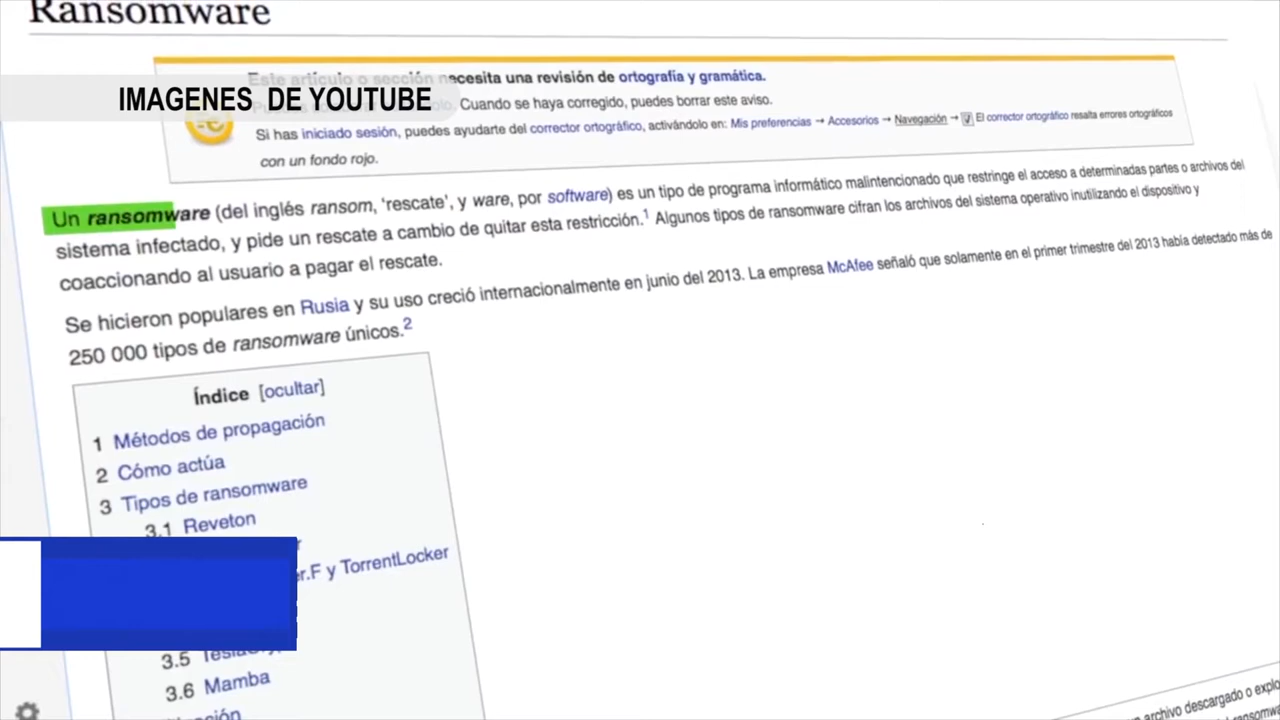 Ransomware
Este artículo o sección necesita una revisión de ortografía y gramática.
IMAGENES DE YOUTUBE
Cuando se haya corregido, puedes borrar este aviso.
Si has iniciado sesión, puedes ayudarte del corrector ortográfico, activándolo en: Mis preferencias → Accesorios → Navegación → El corrector ortográfico resalta errores ortográficos
con un fondo rojo.
Un ransomware (del inglés ransom, ‘rescate’, y ware, por software) es un tipo de programa informático malintencionado que restringe el acceso a determinadas partes o archivos del
sistema infectado, y pide un rescate a cambio de quitar esta restricción.1 Algunos tipos de ransomware cifran los archivos del sistema operativo inutilizando el dispositivo y
coaccionando al usuario a pagar el rescate.
Se hicieron populares en Rusia y su uso creció internacionalmente en junio del 2013. La empresa McAfee señaló que solamente en el primer trimestre del 2013 había detectado más de
250 000 tipos de ransomware únicos.2
Índice [ocultar]
1 Métodos de propagación
2 Cómo actúa
3 Tipos de ransomware
3.1 Reveton
y TorrentLocker
3.5
3.6 Mamba
archivo descargado o